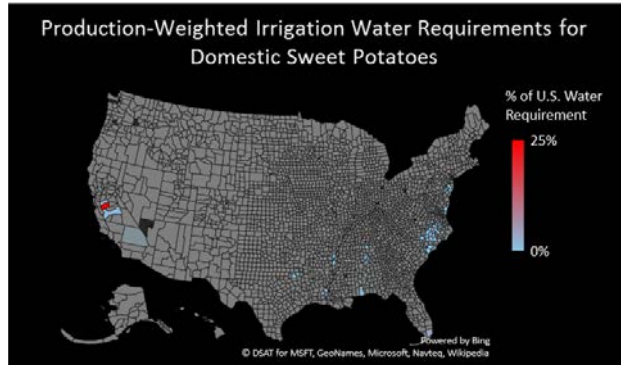 Production-Weighted Irrigation Water Requirements for
Domestic Sweet Potatoes
% of U.S. Water
Requirement
25%
0%
Powered by Bing
© DSAT for MSFT, GeoNames, Microsoft, Navteq, Wikipedia